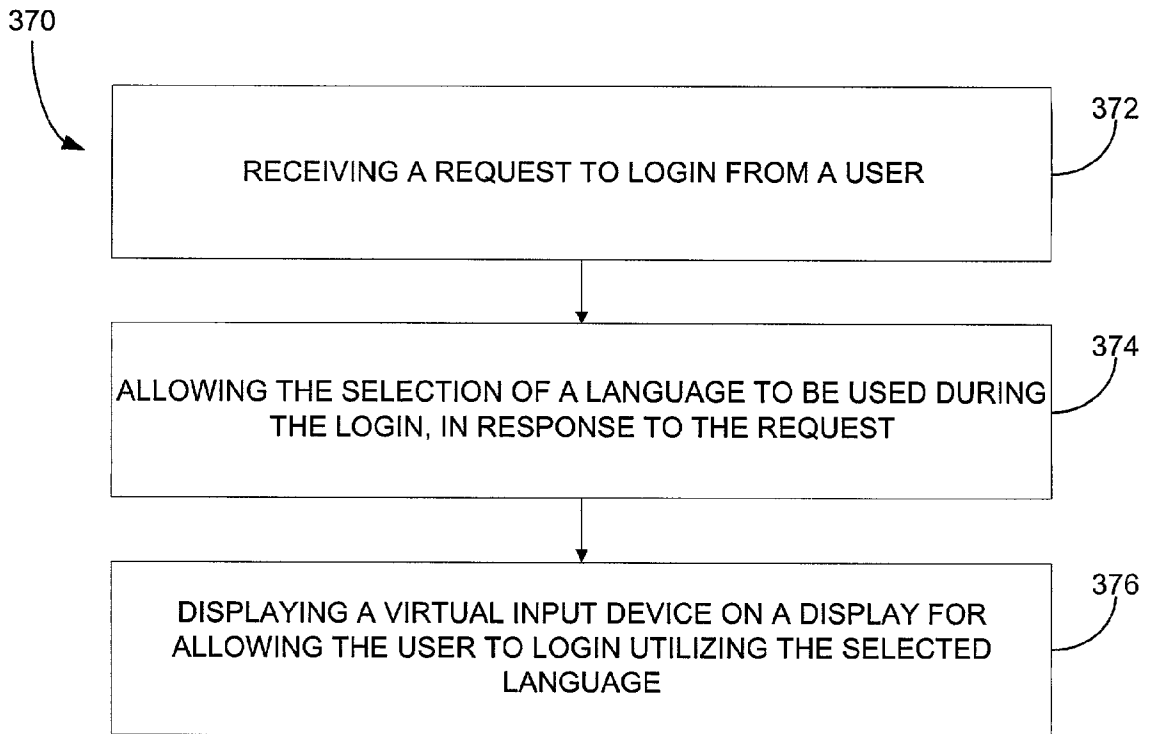 370
372
RECEIVING A REQUEST TO LOGIN FROM A USER
374
ALLOWING THE SELECTION OF A LANGUAGE TO BE USED DURING
THE LOGIN, IN RESPONSE TO THE REQUEST
376
DISPLAYING A VIRTUAL INPUT DEVICE ON A DISPLAY FOR
ALLOWING THE USER TO LOGIN UTILIZING THE SELECTED
LANGUAGE